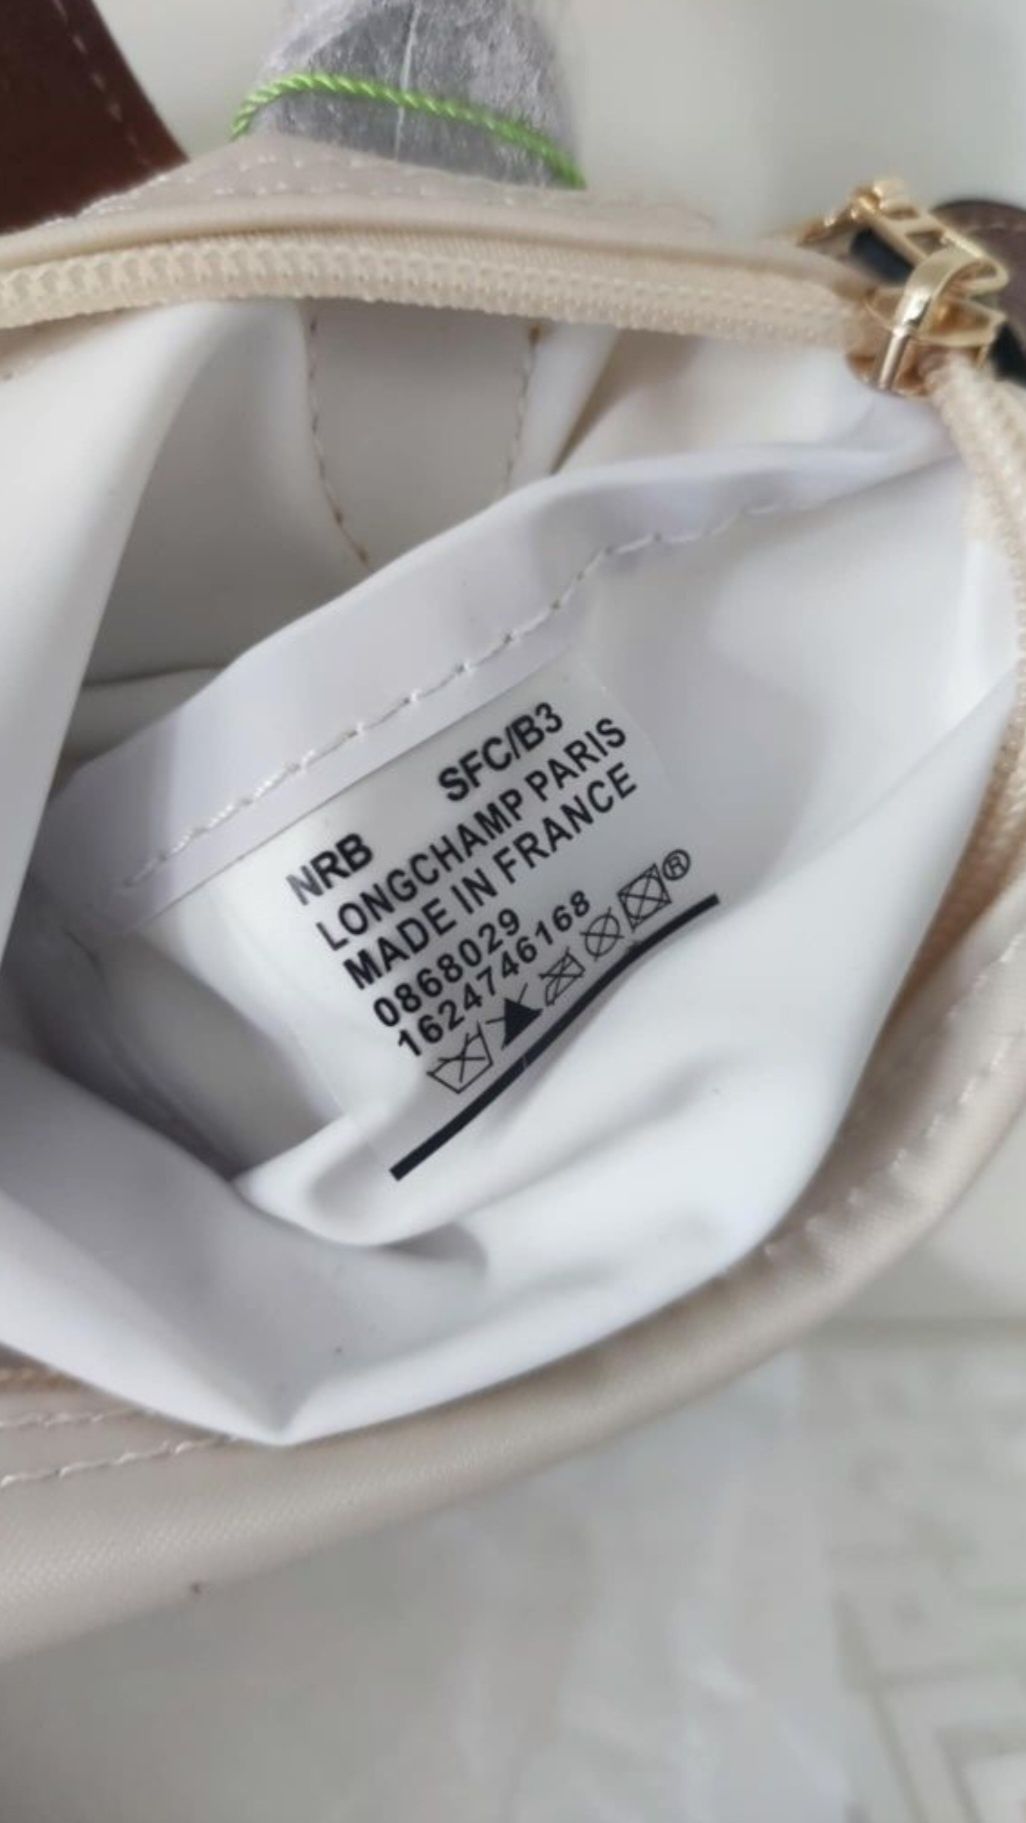 NRB SFC/B3
LONGCHAMP PARIS
MADE IN FRANCE
0868029
1624746168
®